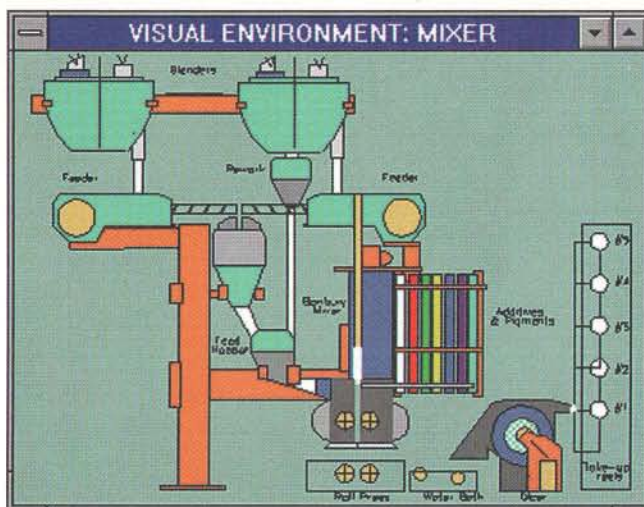 VISUAL ENVIRONMENT: MIXER
Blenders
Feeder
Rework
Feeder
#5
#4
Banbury
Mixer
Additives
& Pigments
#3
Feed
Hopper
#2
#1
Take-up
reels
Roll Press
Water Bath
Dicer